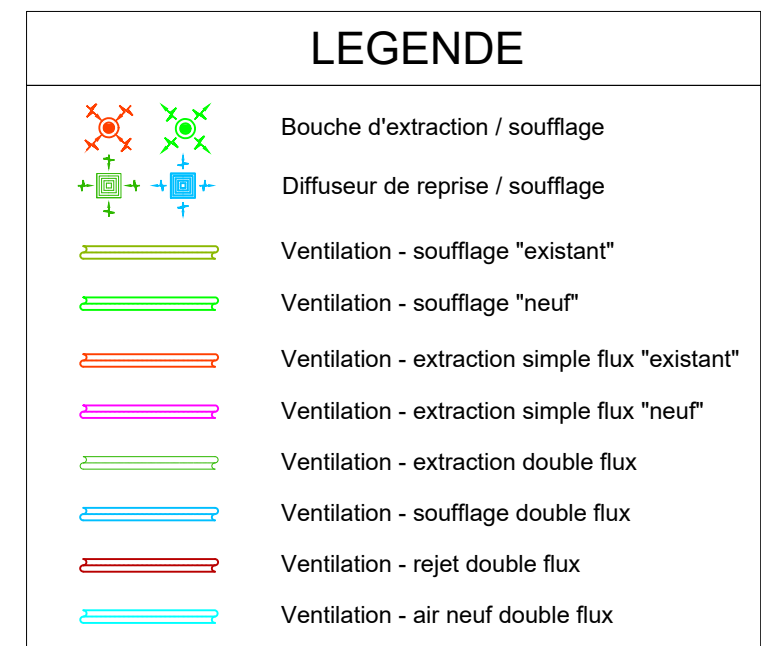 LEGENDE
Bouche d'extraction / soufflage
Diffuseur de reprise / soufflage
Ventilation - soufflage "existant"
Ventilation - soufflage "neuf"
Ventilation - extraction simple flux "existant"
Ventilation - extraction simple flux "neuf"
Ventilation - extraction double flux
Ventilation - soufflage double flux
Ventilation - rejet double flux
Ventilation - air neuf double flux